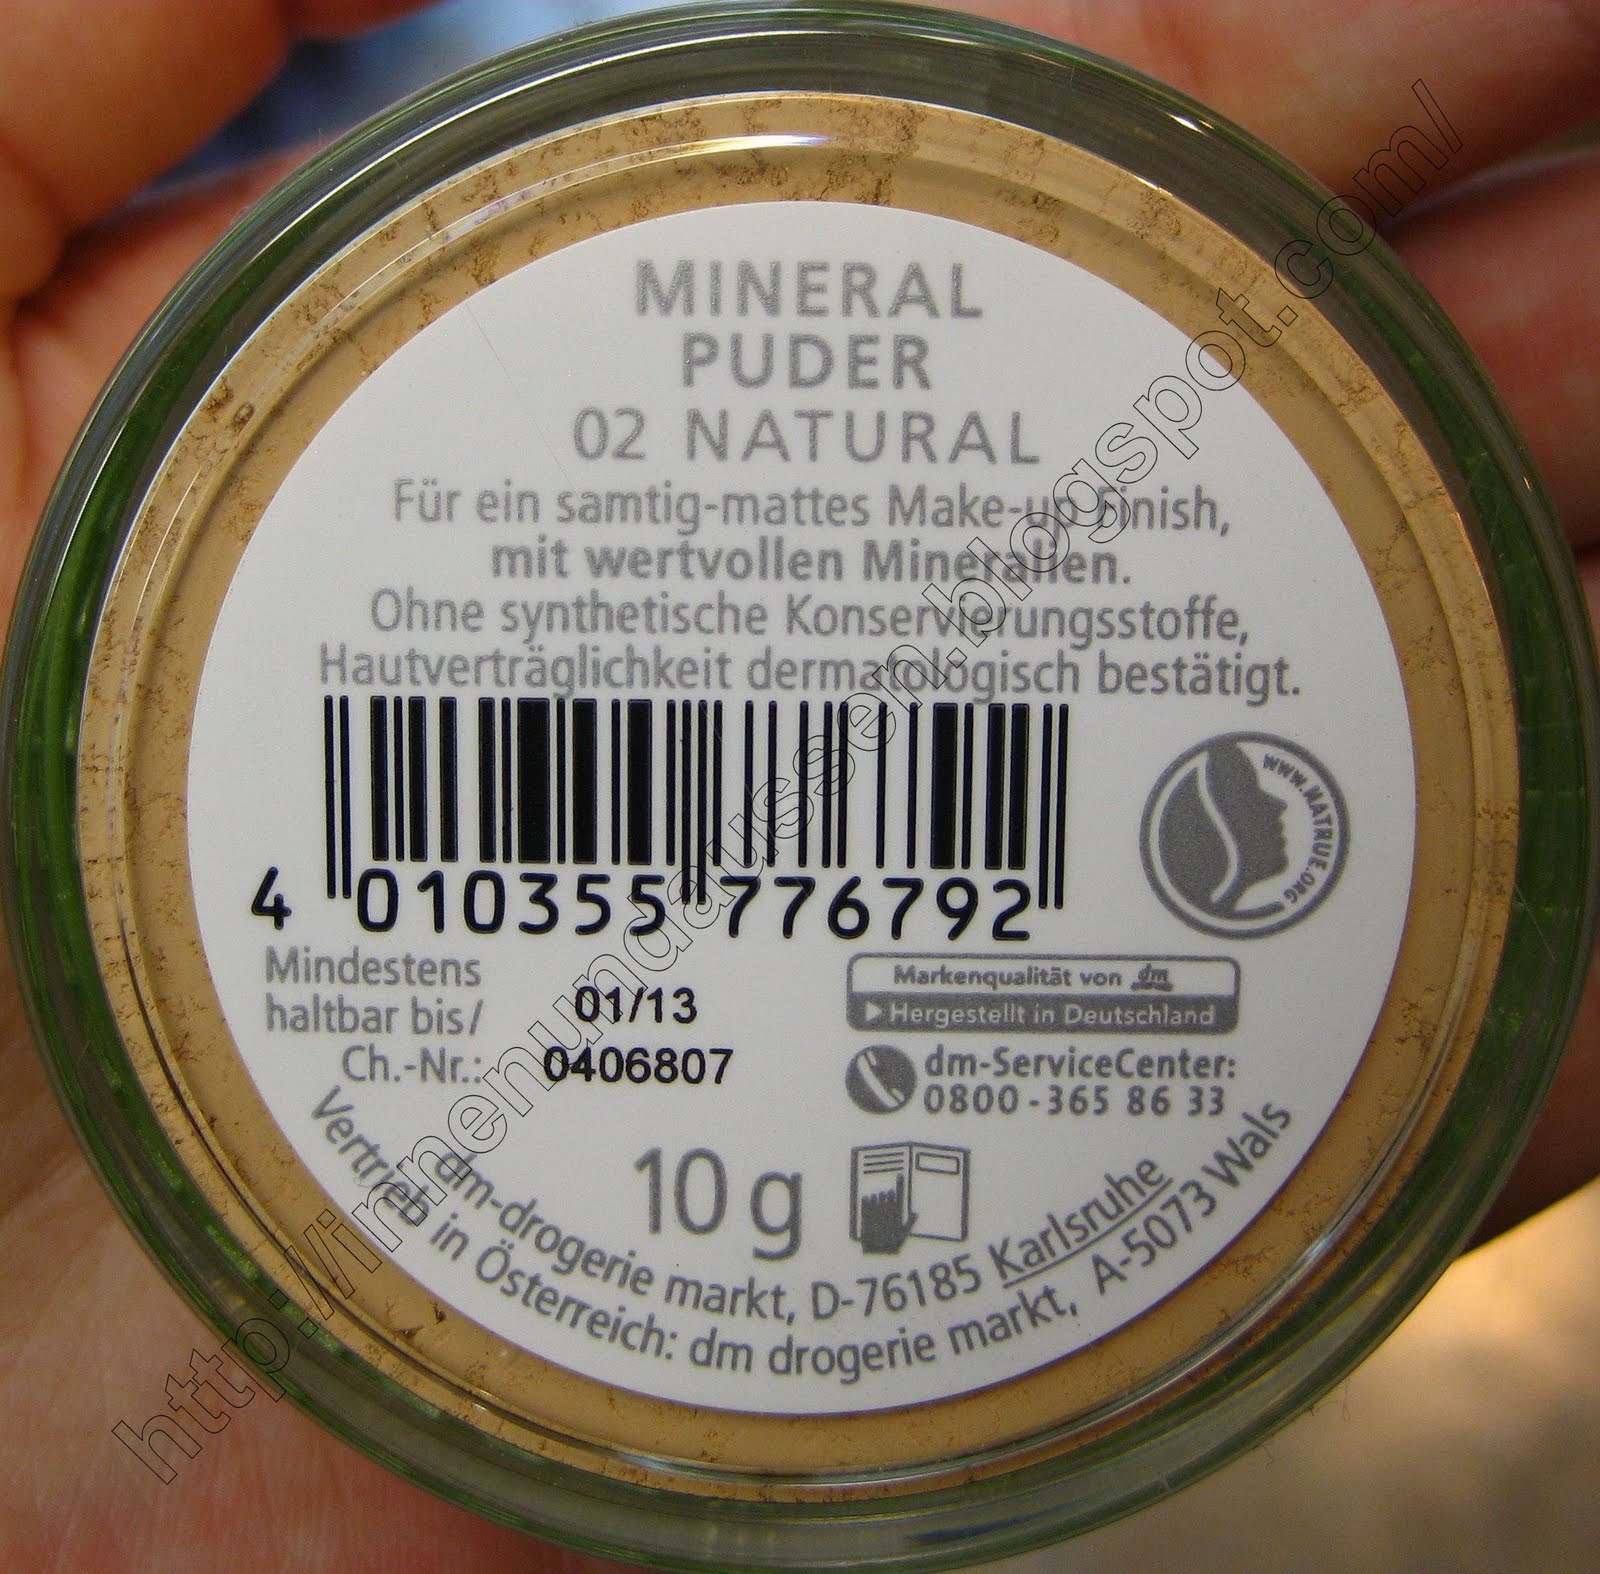 MINERAL
PUDER
02 NATURAL
Für ein samtig-mattes Make-up Finish,
mit wertvollen Mineralien.
Ohne synthetische Konservierungsstoffe,
Hautverträglichkeit dermatologisch bestätigt.
4 010355 776792
WWW.NATRUE.ORG
Mindestens
haltbar bis/ 01/13
Ch.-Nr.: 0406807
Markenqualität von dm
Hergestellt in Deutschland
dm-ServiceCenter:
0800-365 86 33
10 g
dm-drogerie markt, D-76185 Karlsruhe
Vertrieb in Österreich: dm drogerie markt, A-5073 Wals
http://innenundaussen.blogspot.com/